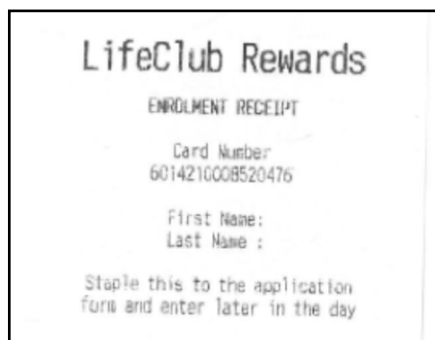 LifeClub Rewards
ENROLMENT RECEIPT
Card Number
6014210008520476
First Name:
Last Name :
Staple this to the application
form and enter later in the day